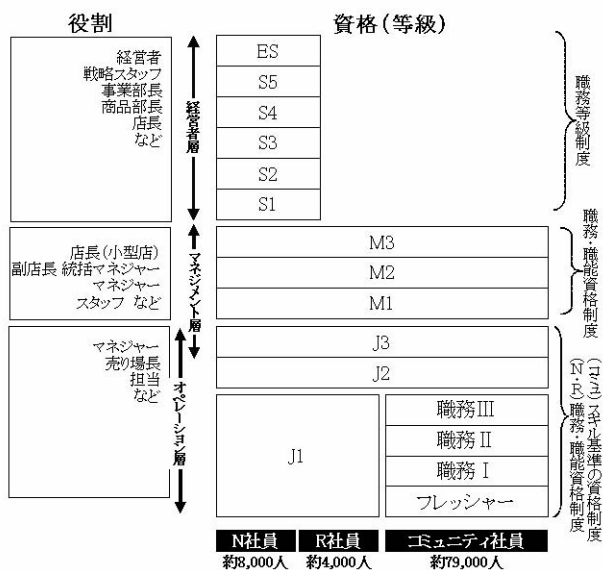 役割
資格(等級)
経営者
戦略スタッフ
事業部長
商品部長
店長
など
経営者層
ES
S5
S4
S3
S2
S1
職務等級制度
店長(小型店)
副店長 統括マネジャー
マネジャー
スタッフ など
マネジメント層
M3
M2
M1
職務・職能資格制度
マネジャー
売り場長
担当
など
オペレーション層
J3
J2
J1
職務III
職務II
職務I
フレッシャー
(コミュ)スキル基準の資格制度
(N・R)職務・職能資格制度
N社員
R社員
コミュニティ社員
約8,000人
約4,000人
約79,000人